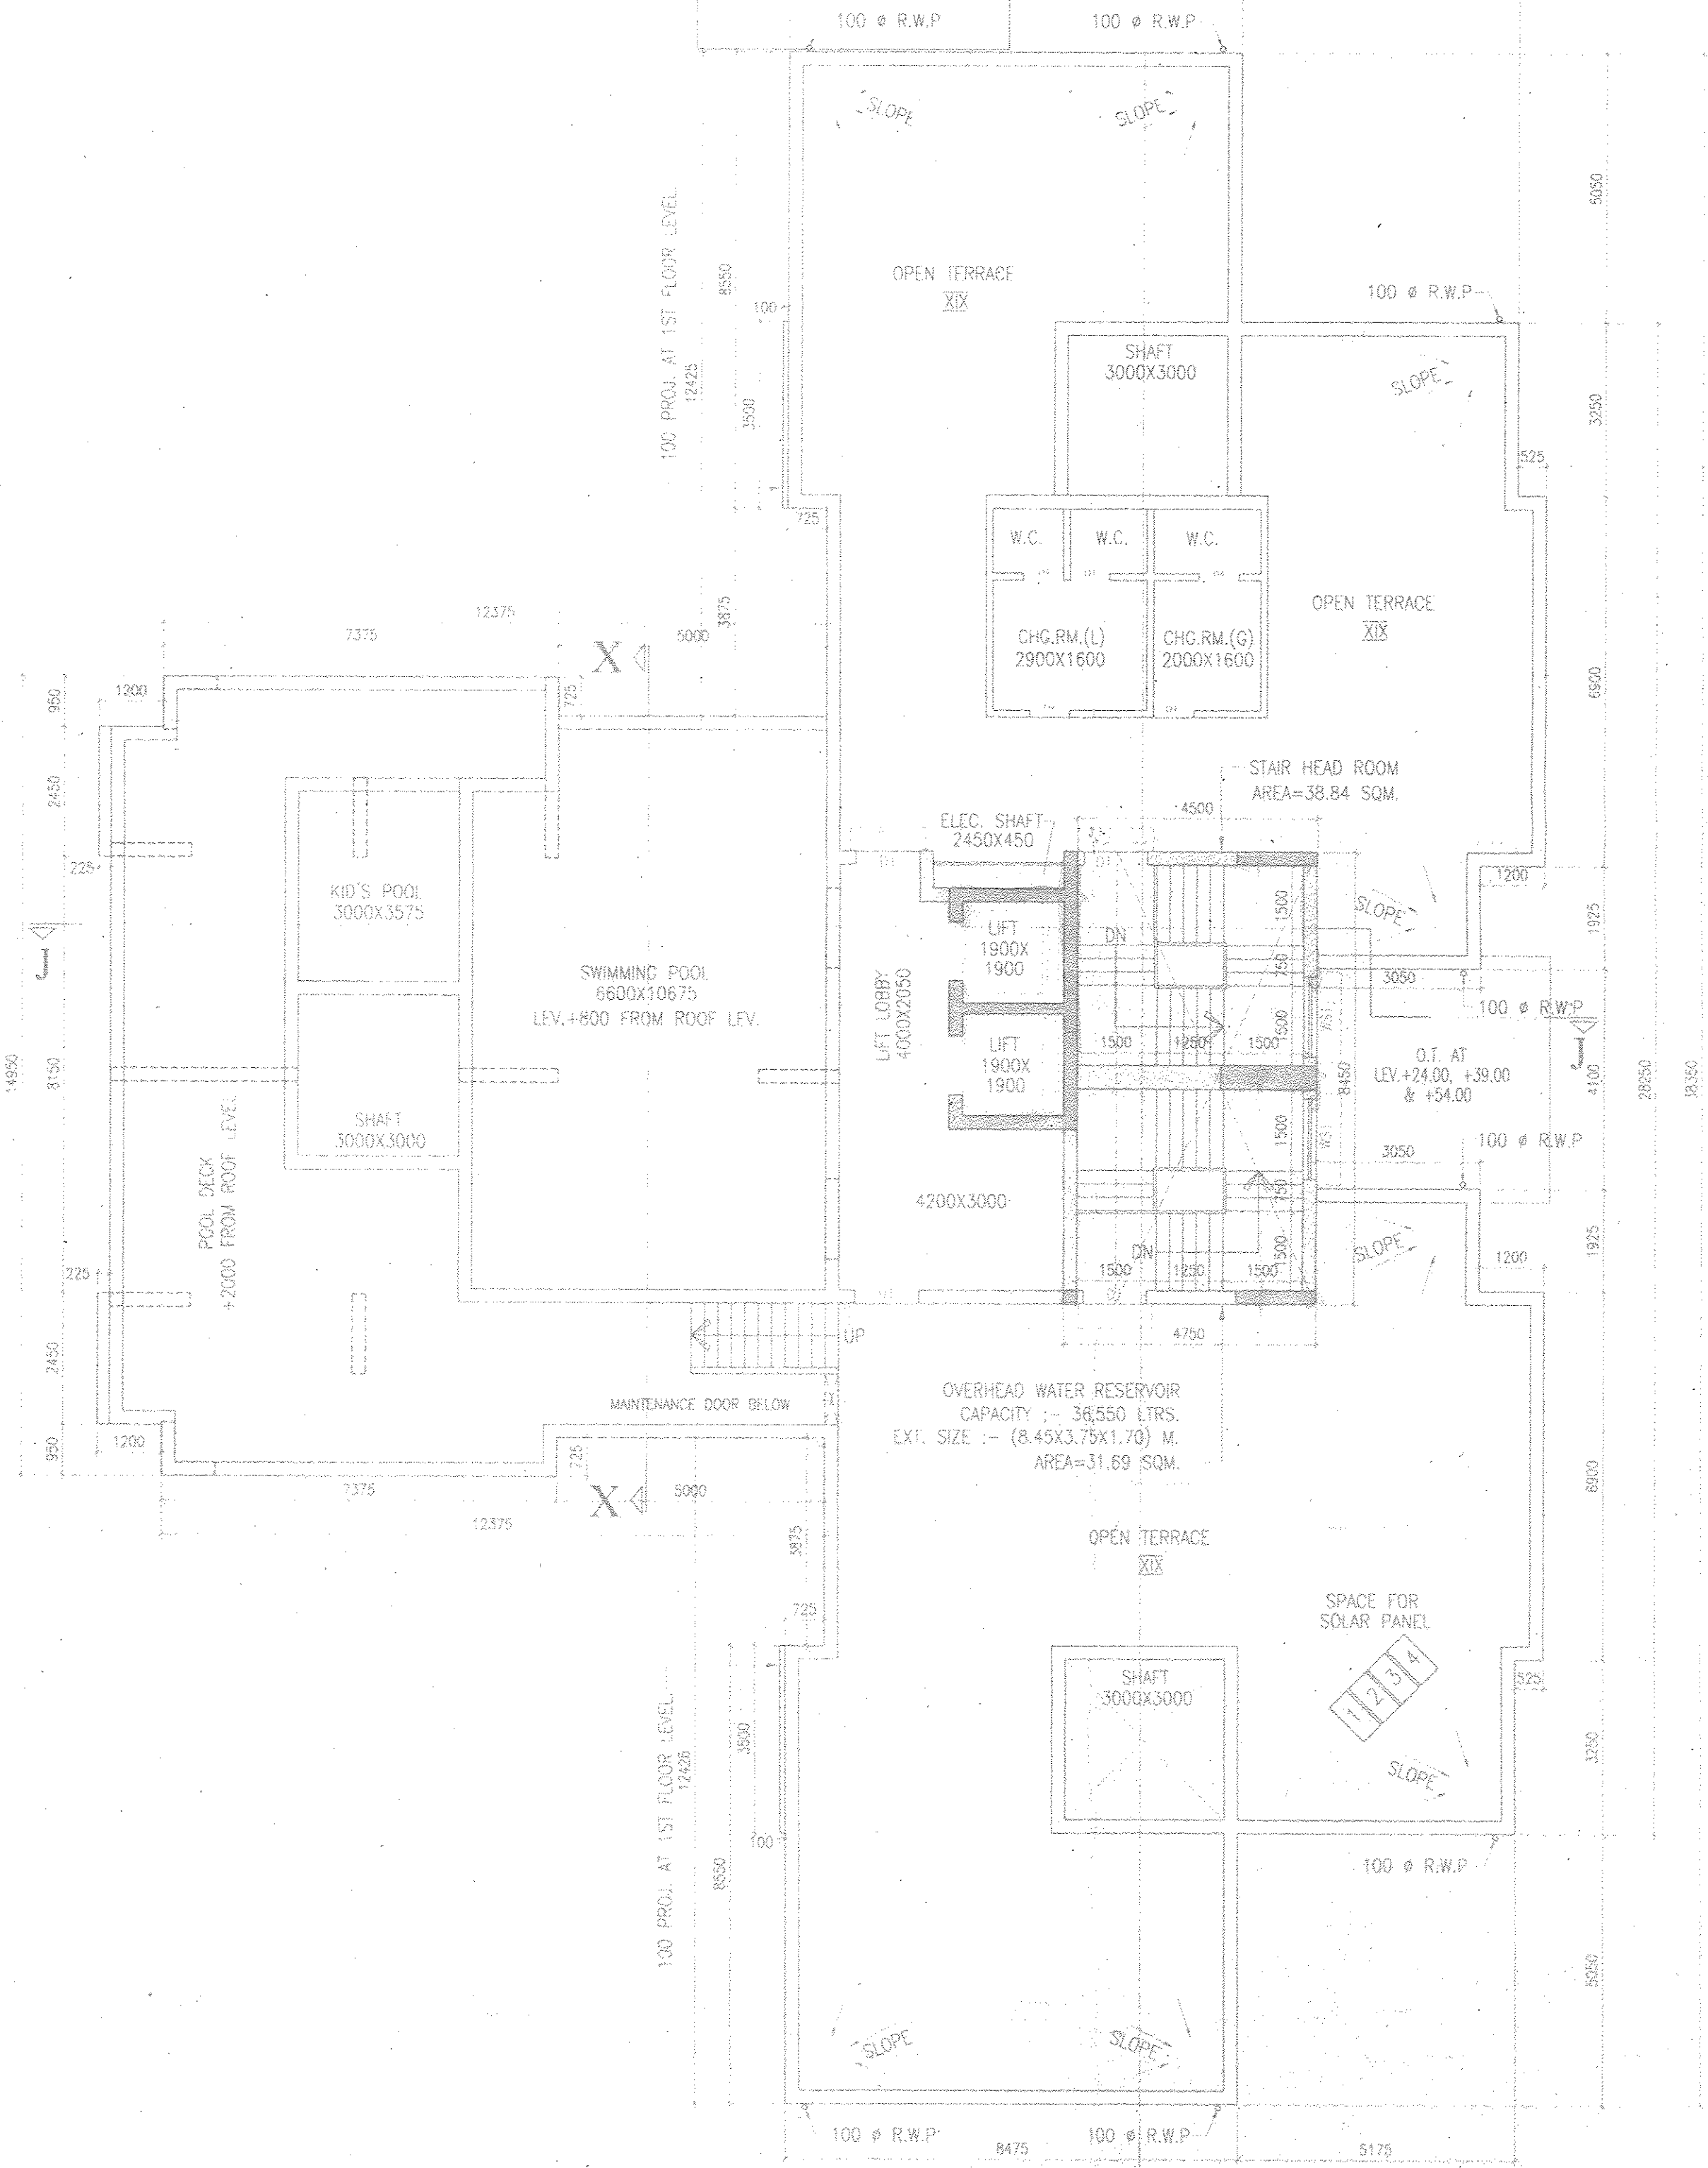 100 ø R.W.P
100 ø R.W.P
SLOPE
SLOPE
5050
100 PROJ. AT 1ST FLOOR LEVEL
8550
OPEN TERRACE
XIX
100
100 ø R.W.P
SHAFT
3000X3000
SLOPE
12425
3500
3250
525
725
W.C.
W.C.
W.C.
3875
12375
7375
X
5000
OPEN TERRACE
XIX
CHG.RM.(L)
2900X1600
CHG.RM.(G)
2000X1600
6900
950
1200
725
2450
STAIR HEAD ROOM
AREA=38.84 SQM.
4500
ELEC. SHAFT
2450X450
225
1200
KID'S POOL
3000X3575
SLOPE
1925
1500
LIFT
1900X
1900
DN
750
J
SWIMMING POOL
6600X10675
LEV.+800 FROM ROOF LEV.
LIFT LOBBY
4000X2050
3050
100 ø R.W.P
1500
1500
1250
1500
LIFT
1900X
1900
O.T. AT
LEV.+24.00, +39.00
& +54.00
J
14950
8150
8450
4100
28250
38350
SHAFT
3000X3000
1500
100 ø R.W.P
3050
POOL DECK
+2000 FROM ROOF LEVEL
4200X3000
750
SLOPE
1925
DN
1500
1200
225
1500
1250
1500
UP
4750
2450
MAINTENANCE DOOR BELOW
OVERHEAD WATER RESERVOIR
CAPACITY :- 36,550 LTRS.
EXT. SIZE :- (8.45X3.75X1.70) M.
AREA=31.69 SQM.
950
1200
725
7375
X
5000
12375
6900
3875
OPEN TERRACE
XIX
725
SPACE FOR
SOLAR PANEL
1
2
3
4
SHAFT
3000X3000
525
100 PROJ. AT 1ST FLOOR LEVEL
3500
3250
SLOPE
100
8550
100 ø R.W.P
5050
SLOPE
SLOPE
100 ø R.W.P
100 ø R.W.P
8475
5175